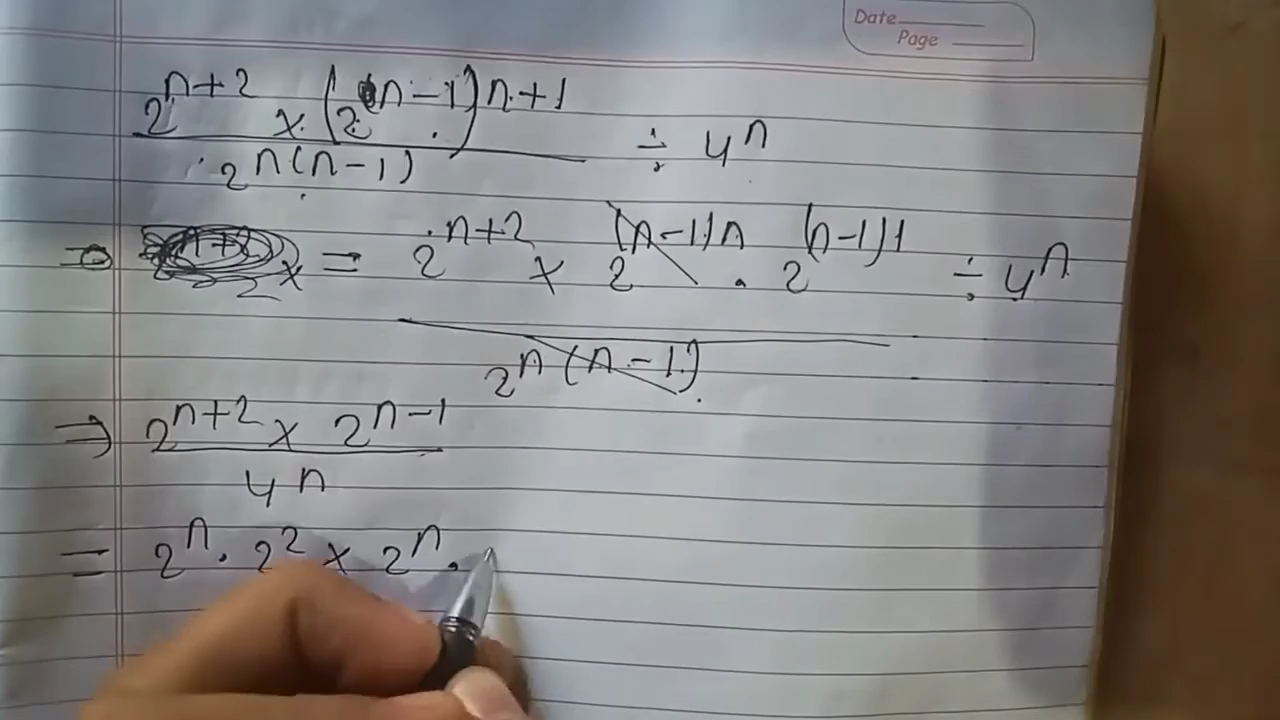 Date
Page
2^{n+2} × (2^{n-1})^{n+1} ÷ 4^n
2^{n(n-1)}
⇒ = 2^{n+2} × 2^{(n-1)n} . 2^{(n-1)1} ÷ 4^n
2^{n(n-1)}
⇒ 2^{n+2} × 2^{n-1}
4^n
= 2^n . 2^2 × 2^n .